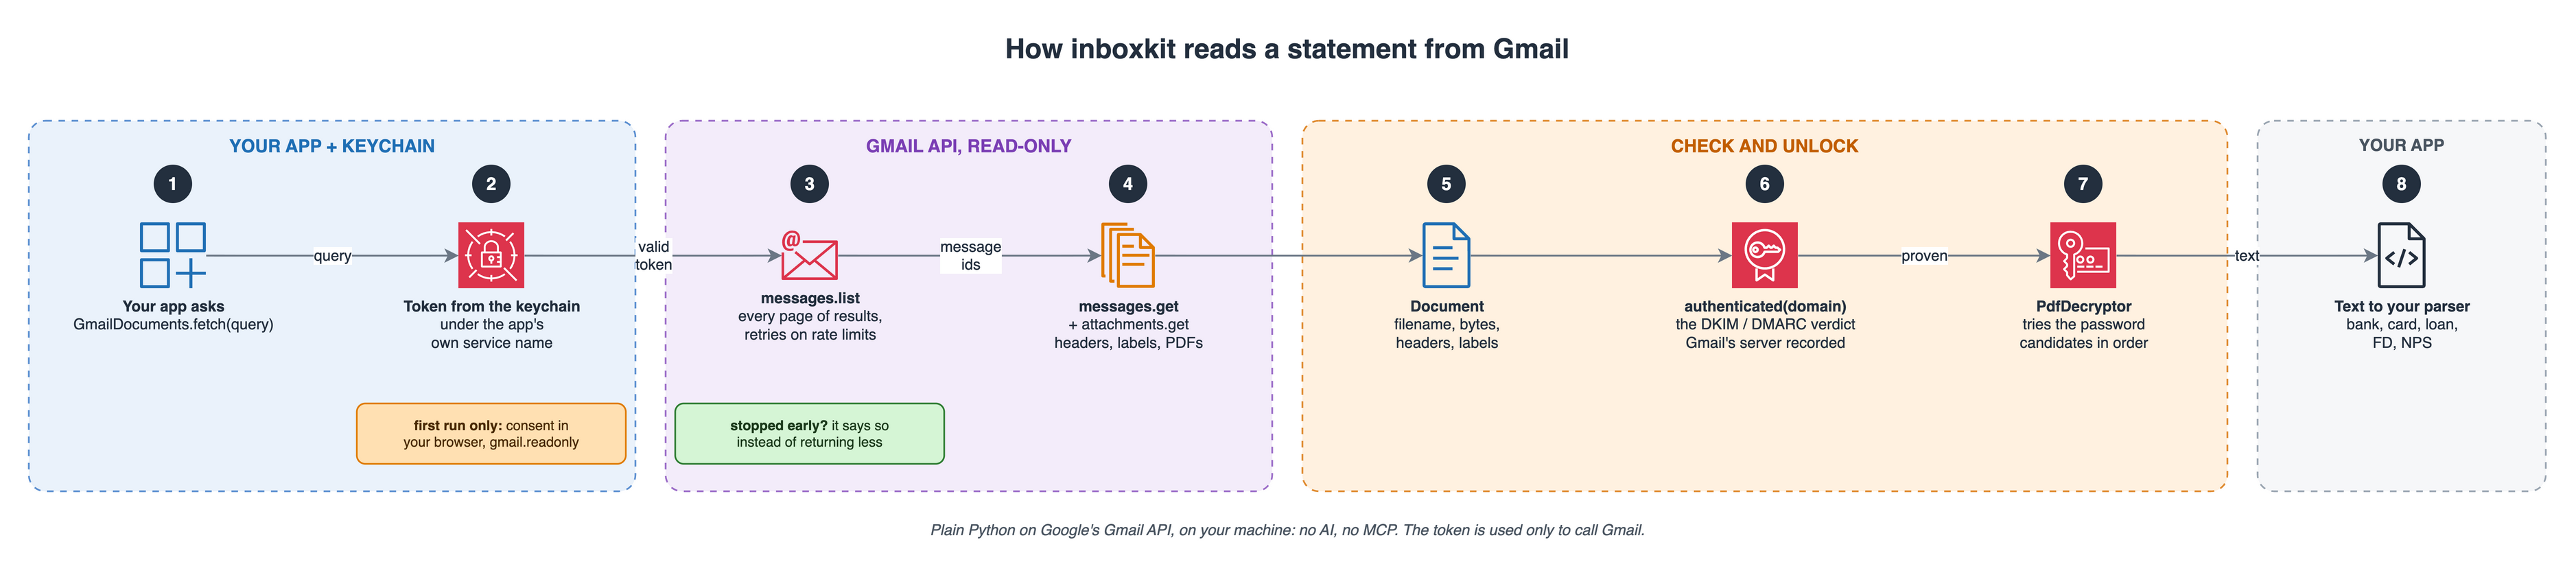 How inboxkit reads a statement from Gmail
YOUR APP + KEYCHAIN
1
2
Your app asks
GmailDocuments.fetch(query)
query
Token from the keychain
under the app's
own service name
first run only: consent in
your browser, gmail.readonly
valid
token
GMAIL API, READ-ONLY
3
4
@
messages.list
every page of results,
retries on rate limits
message
ids
messages.get
+ attachments.get
headers, labels, PDFs
stopped early? it says so
instead of returning less
CHECK AND UNLOCK
5
6
7
Document
filename, bytes,
headers, labels
authenticated(domain)
the DKIM / DMARC verdict
Gmail's server recorded
proven
PdfDecryptor
tries the password
candidates in order
text
YOUR APP
8
</>
Text to your parser
bank, card, loan,
FD, NPS
Plain Python on Google's Gmail API, on your machine: no AI, no MCP. The token is used only to call Gmail.